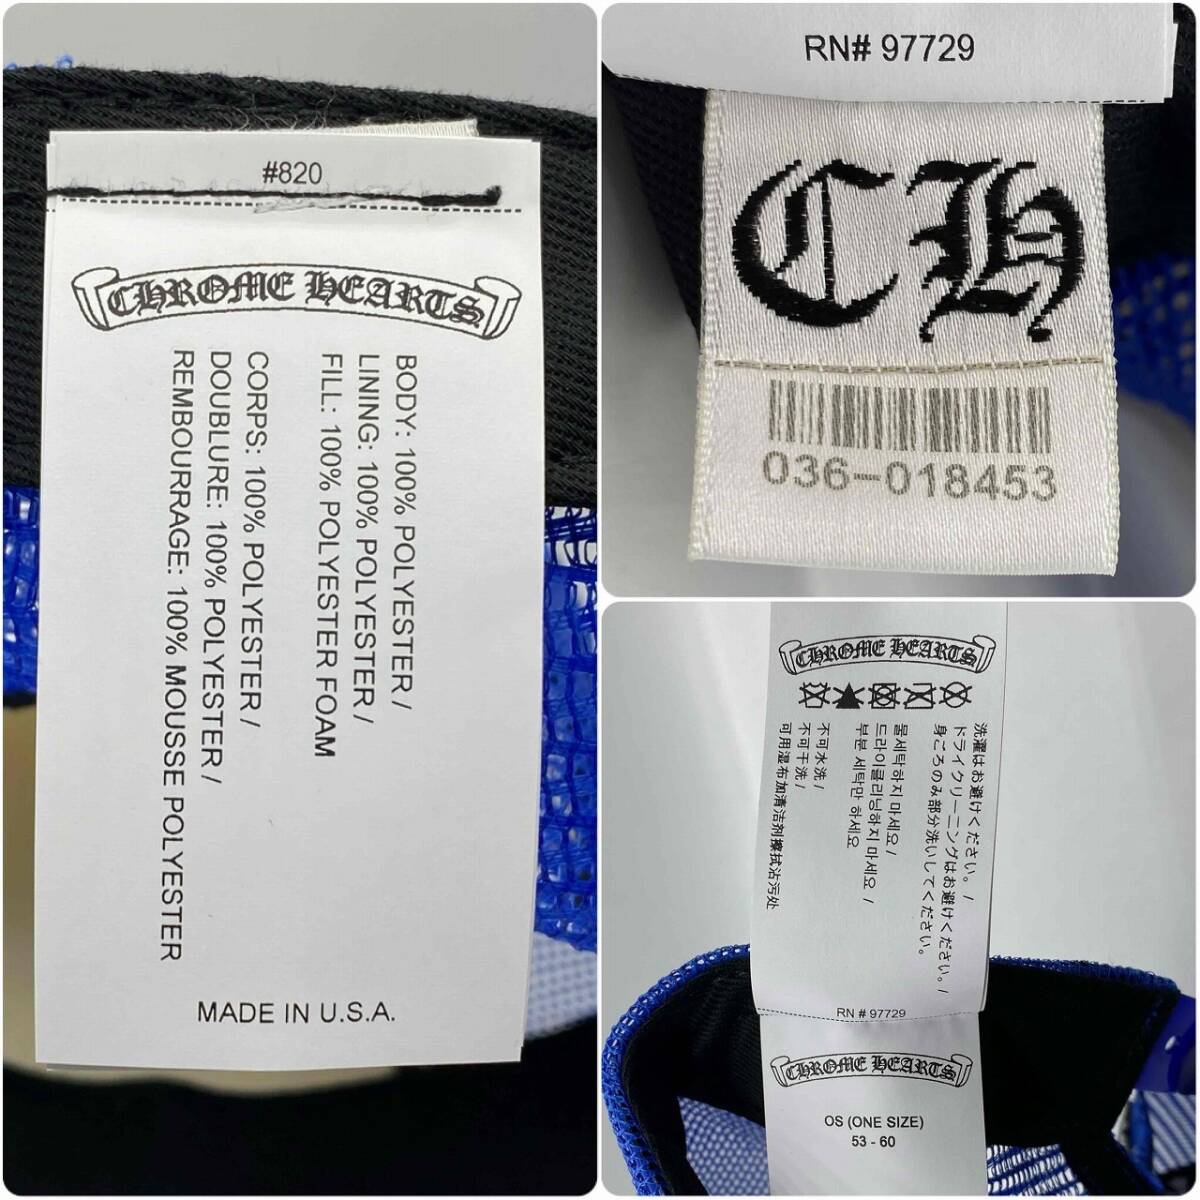 #820
CHROME HEARTS
BODY: 100% POLYESTER /
LINING: 100% POLYESTER /
FILL: 100% POLYESTER FOAM
CORPS: 100% POLYESTER /
DOUBLURE: 100% POLYESTER /
REMBOURRAGE: 100% MOUSSE POLYESTER
MADE IN U.S.A.
RN# 97729
CH
036-018453
CHROME HEARTS
洗濯はお避けください。/
ドライクリーニングはお避けください。/
身ごろのみ部分洗いしてください。
물세탁하지 마세요 /
드라이클리닝하지 마세요 /
부분 세탁만 하세요
不可水洗 /
不可干洗 /
可用湿布加清洁剂擦拭沾污处
RN # 97729
CHROME HEARTS
OS (ONE SIZE)
53 - 60